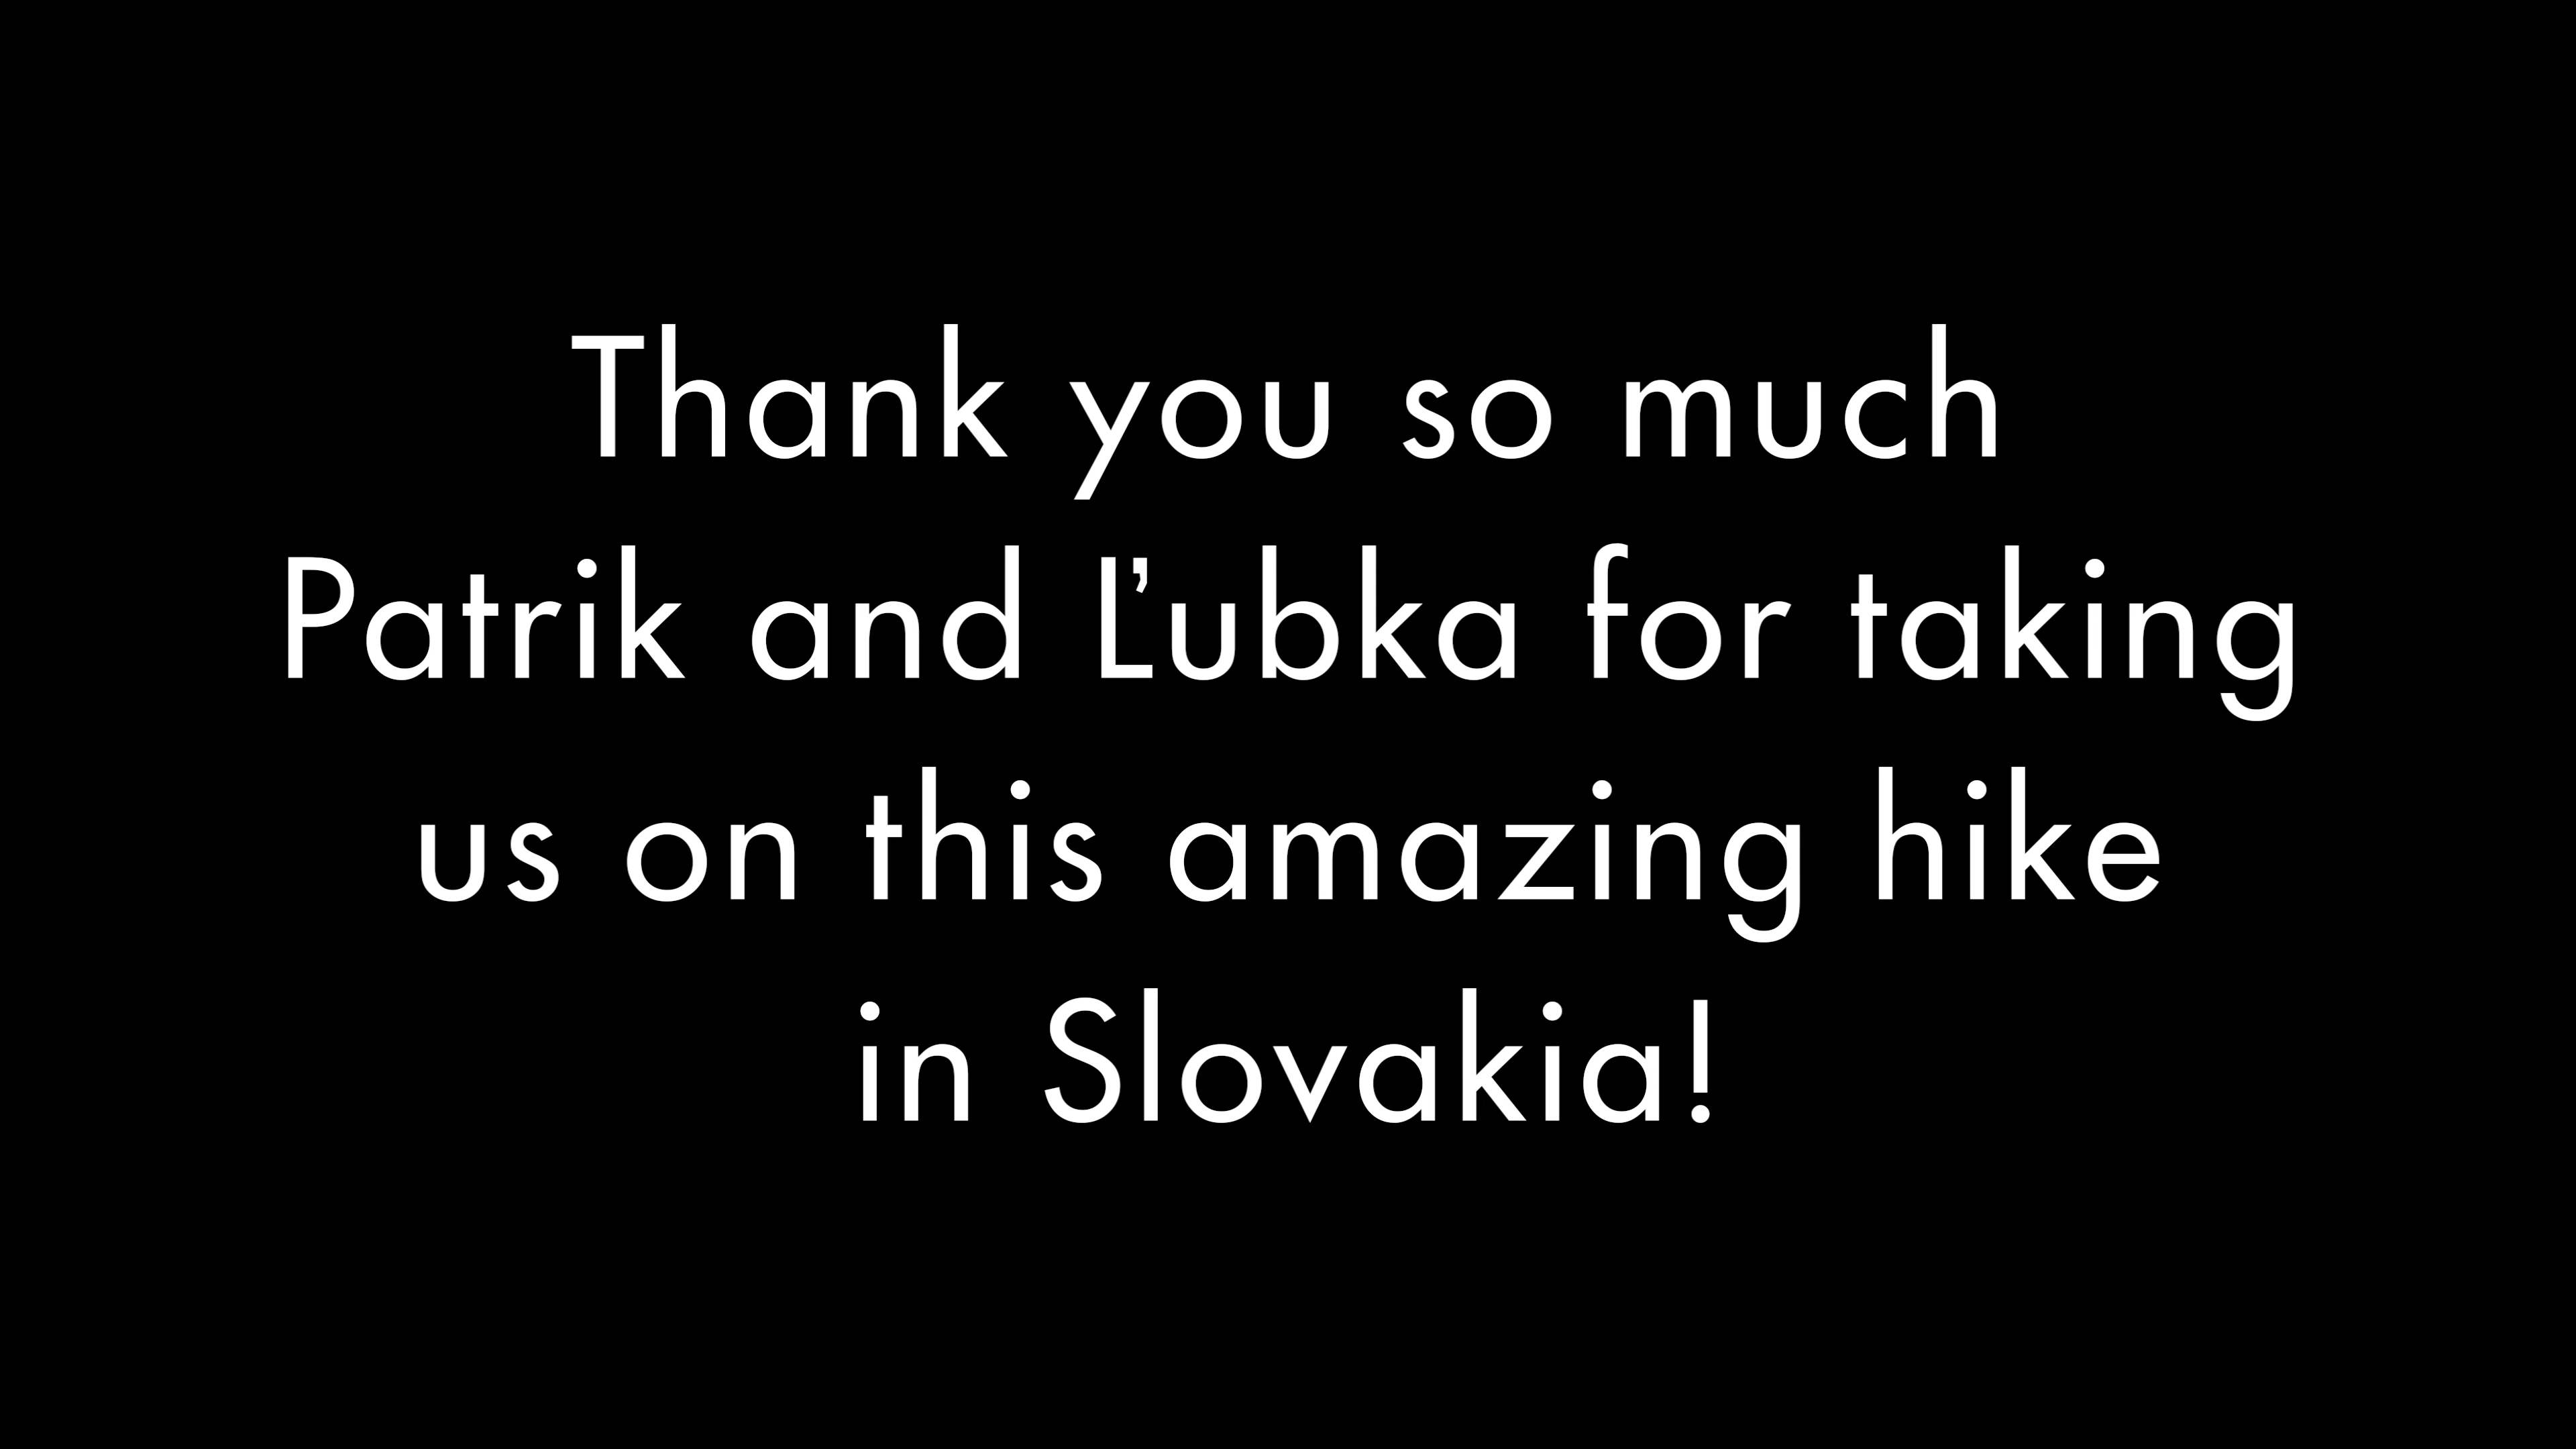 Thank you so much
Patrik and Ľubka for taking
us on this amazing hike
in Slovakia!